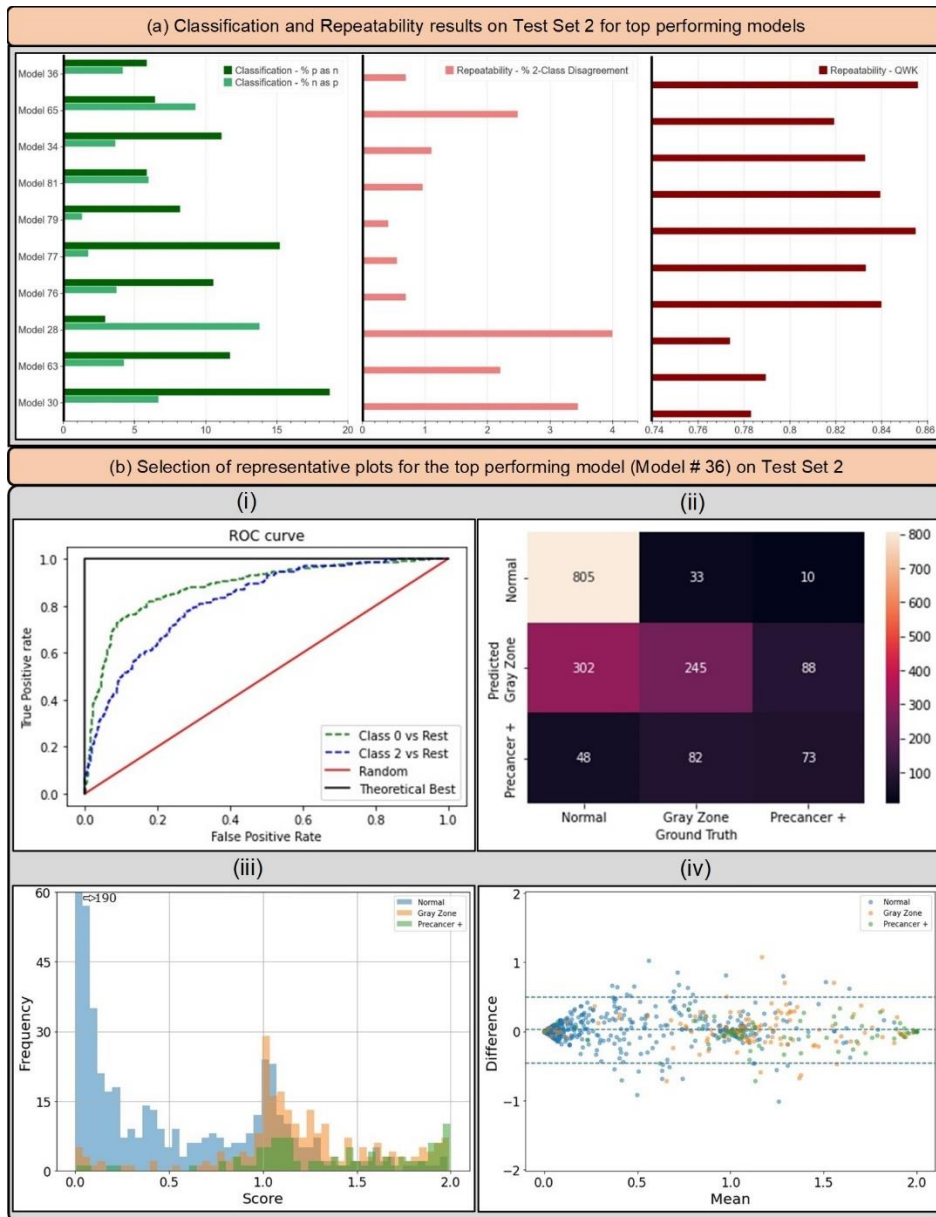 (a) Classification and Repeatability results on Test Set 2 for top performing models
Classification - % p as n
Classification - % n as p
Repeatability - % 2-Class Disagreement
Repeatability - QWK
Model 36
Model 65
Model 34
Model 81
Model 79
Model 77
Model 76
Model 28
Model 63
Model 30
0 5 10 15 20
0 1 2 3 4
0.74 0.76 0.78 0.8 0.82 0.84 0.86
(b) Selection of representative plots for the top performing model (Model # 36) on Test Set 2
(i)
ROC curve
True Positive rate
1.0
0.8
0.6
0.4
0.2
0.0
Class 0 vs Rest
Class 2 vs Rest
Random
Theoretical Best
0.0 0.2 0.4 0.6 0.8 1.0
False Positive Rate
(ii)
Predicted
Normal
Gray Zone
Precancer +
805 33 10
302 245 88
48 82 73
Normal Gray Zone Precancer +
Ground Truth
800
700
600
500
400
300
200
100
(iii)
Frequency
60
45
30
15
0
⇨190
Normal
Gray Zone
Precancer +
0.0 0.5 1.0 1.5 2.0
Score
(iv)
Difference
2
1
0
−1
−2
Normal
Gray Zone
Precancer +
0.0 0.5 1.0 1.5 2.0
Mean